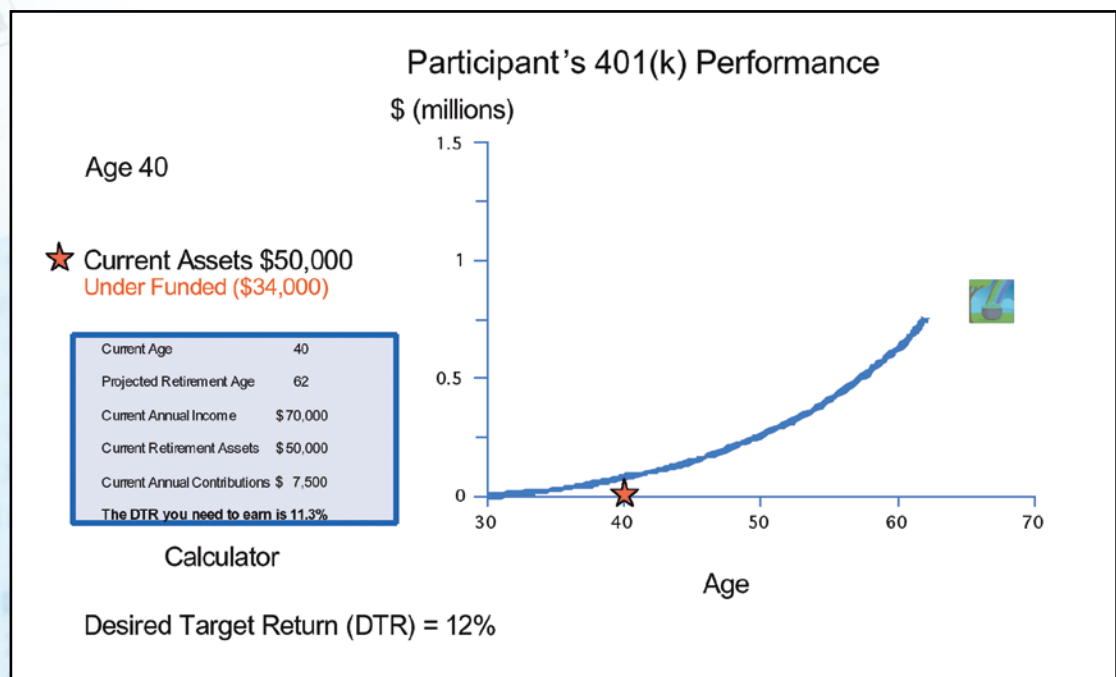 Participant's 401(k) Performance
$ (millions)
1.5
1
0.5
0
30
40
50
60
70
Age
Age 40
Current Assets $50,000
Under Funded ($34,000)
Current Age 40
Projected Retirement Age 62
Current Annual Income $70,000
Current Retirement Assets $50,000
Current Annual Contributions $ 7,500
The DTR you need to earn is 11.3%
Calculator
Desired Target Return (DTR) = 12%